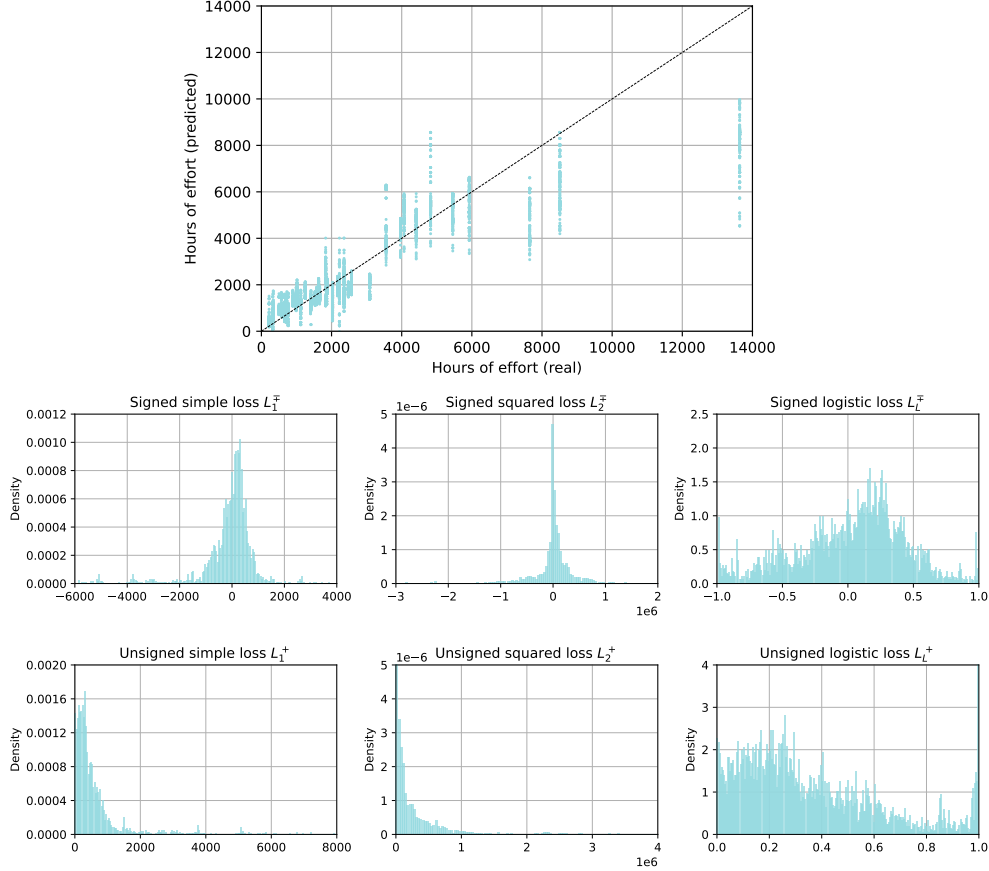 14000
12000
10000
8000
6000
4000
2000
0
Hours of effort (predicted)
0 2000 4000 6000 8000 10000 12000 14000
Hours of effort (real)
Signed simple loss L₁∓
0.0012
0.0010
0.0008
0.0006
0.0004
0.0002
0.0000
Density
−6000 −4000 −2000 0 2000 4000
Signed squared loss L₂∓
1e−6
5
4
3
2
1
0
Density
−3 −2 −1 0 1 2
1e6
Signed logistic loss L_L∓
2.5
2.0
1.5
1.0
0.5
0.0
Density
−1.0 −0.5 0.0 0.5 1.0
Unsigned simple loss L₁⁺
0.0020
0.0016
0.0012
0.0008
0.0004
0.0000
Density
0 2000 4000 6000 8000
Unsigned squared loss L₂⁺
1e−6
5
4
3
2
1
0
Density
0 1 2 3 4
1e6
Unsigned logistic loss L_L⁺
4
3
2
1
0
Density
0.0 0.2 0.4 0.6 0.8 1.0